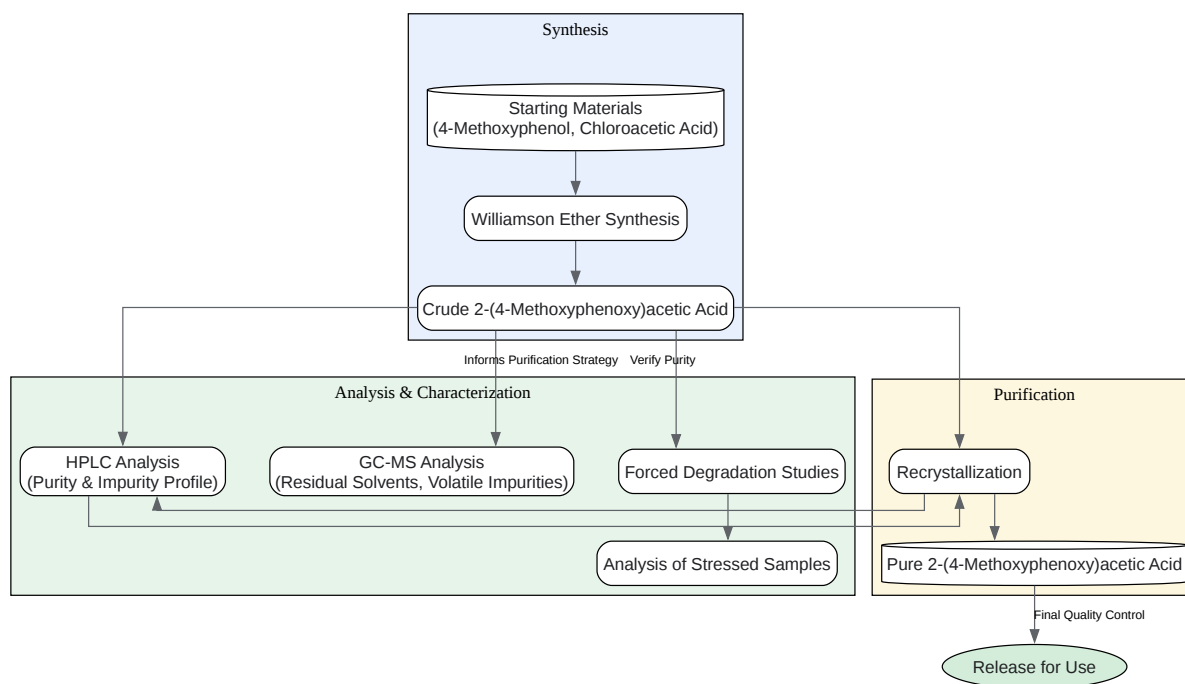 Synthesis
Starting Materials
(4-Methoxyphenol, Chloroacetic Acid)
Williamson Ether Synthesis
Crude 2-(4-Methoxyphenoxy)acetic Acid
Informs Purification Strategy
Verify Purity
Analysis & Characterization
HPLC Analysis
(Purity & Impurity Profile)
GC-MS Analysis
(Residual Solvents, Volatile Impurities)
Forced Degradation Studies
Analysis of Stressed Samples
Purification
Recrystallization
Pure 2-(4-Methoxyphenoxy)acetic Acid
Final Quality Control
Release for Use